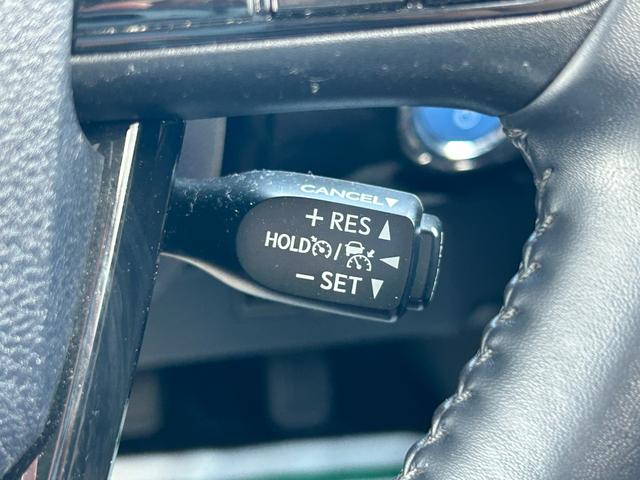 CANCEL▼
+ RES ▲
HOLD / ◀
− SET ▼